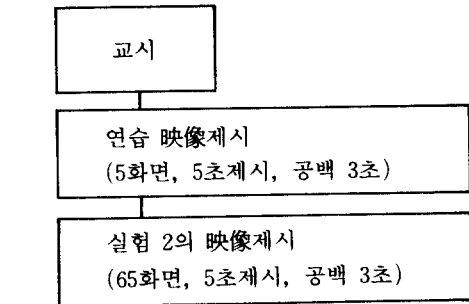 교시
연습 映像제시
(5화면, 5초제시, 공백 3초)
실험 2의 映像제시
(65화면, 5초제시, 공백 3초)